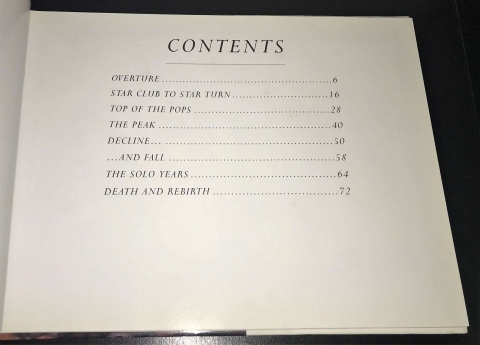 CONTENTS
OVERTURE ........................................ 6
STAR CLUB TO STAR TURN ........................ 16
TOP OF THE POPS ................................. 28
THE PEAK ........................................ 40
DECLINE... ...................................... 50
...AND FALL ..................................... 58
THE SOLO YEARS .................................. 64
DEATH AND REBIRTH ............................... 72